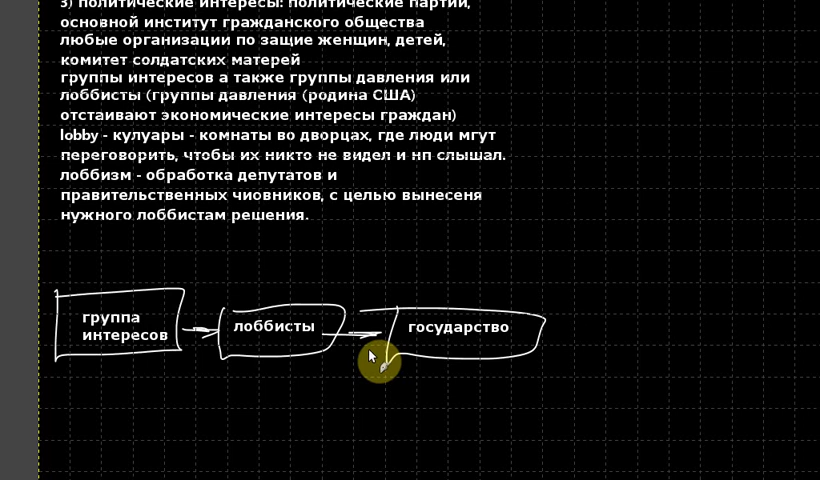 3) политические интересы: политические партии,
основной институт гражданского общества
любые организации по защие женщин, детей,
комитет солдатских матерей
группы интересов а также группы давления или
лоббисты (группы давления (родина США)
отстаивают экономические интересы граждан)
lobby - кулуары - комнаты во дворцах, где люди мгут
переговорить, чтобы их никто не видел и нп слышал.
лоббизм - обработка депутатов и
правительственных чиовников, с целью вынесеня
нужного лоббистам решения.
группа
интересов
лоббисты
государство